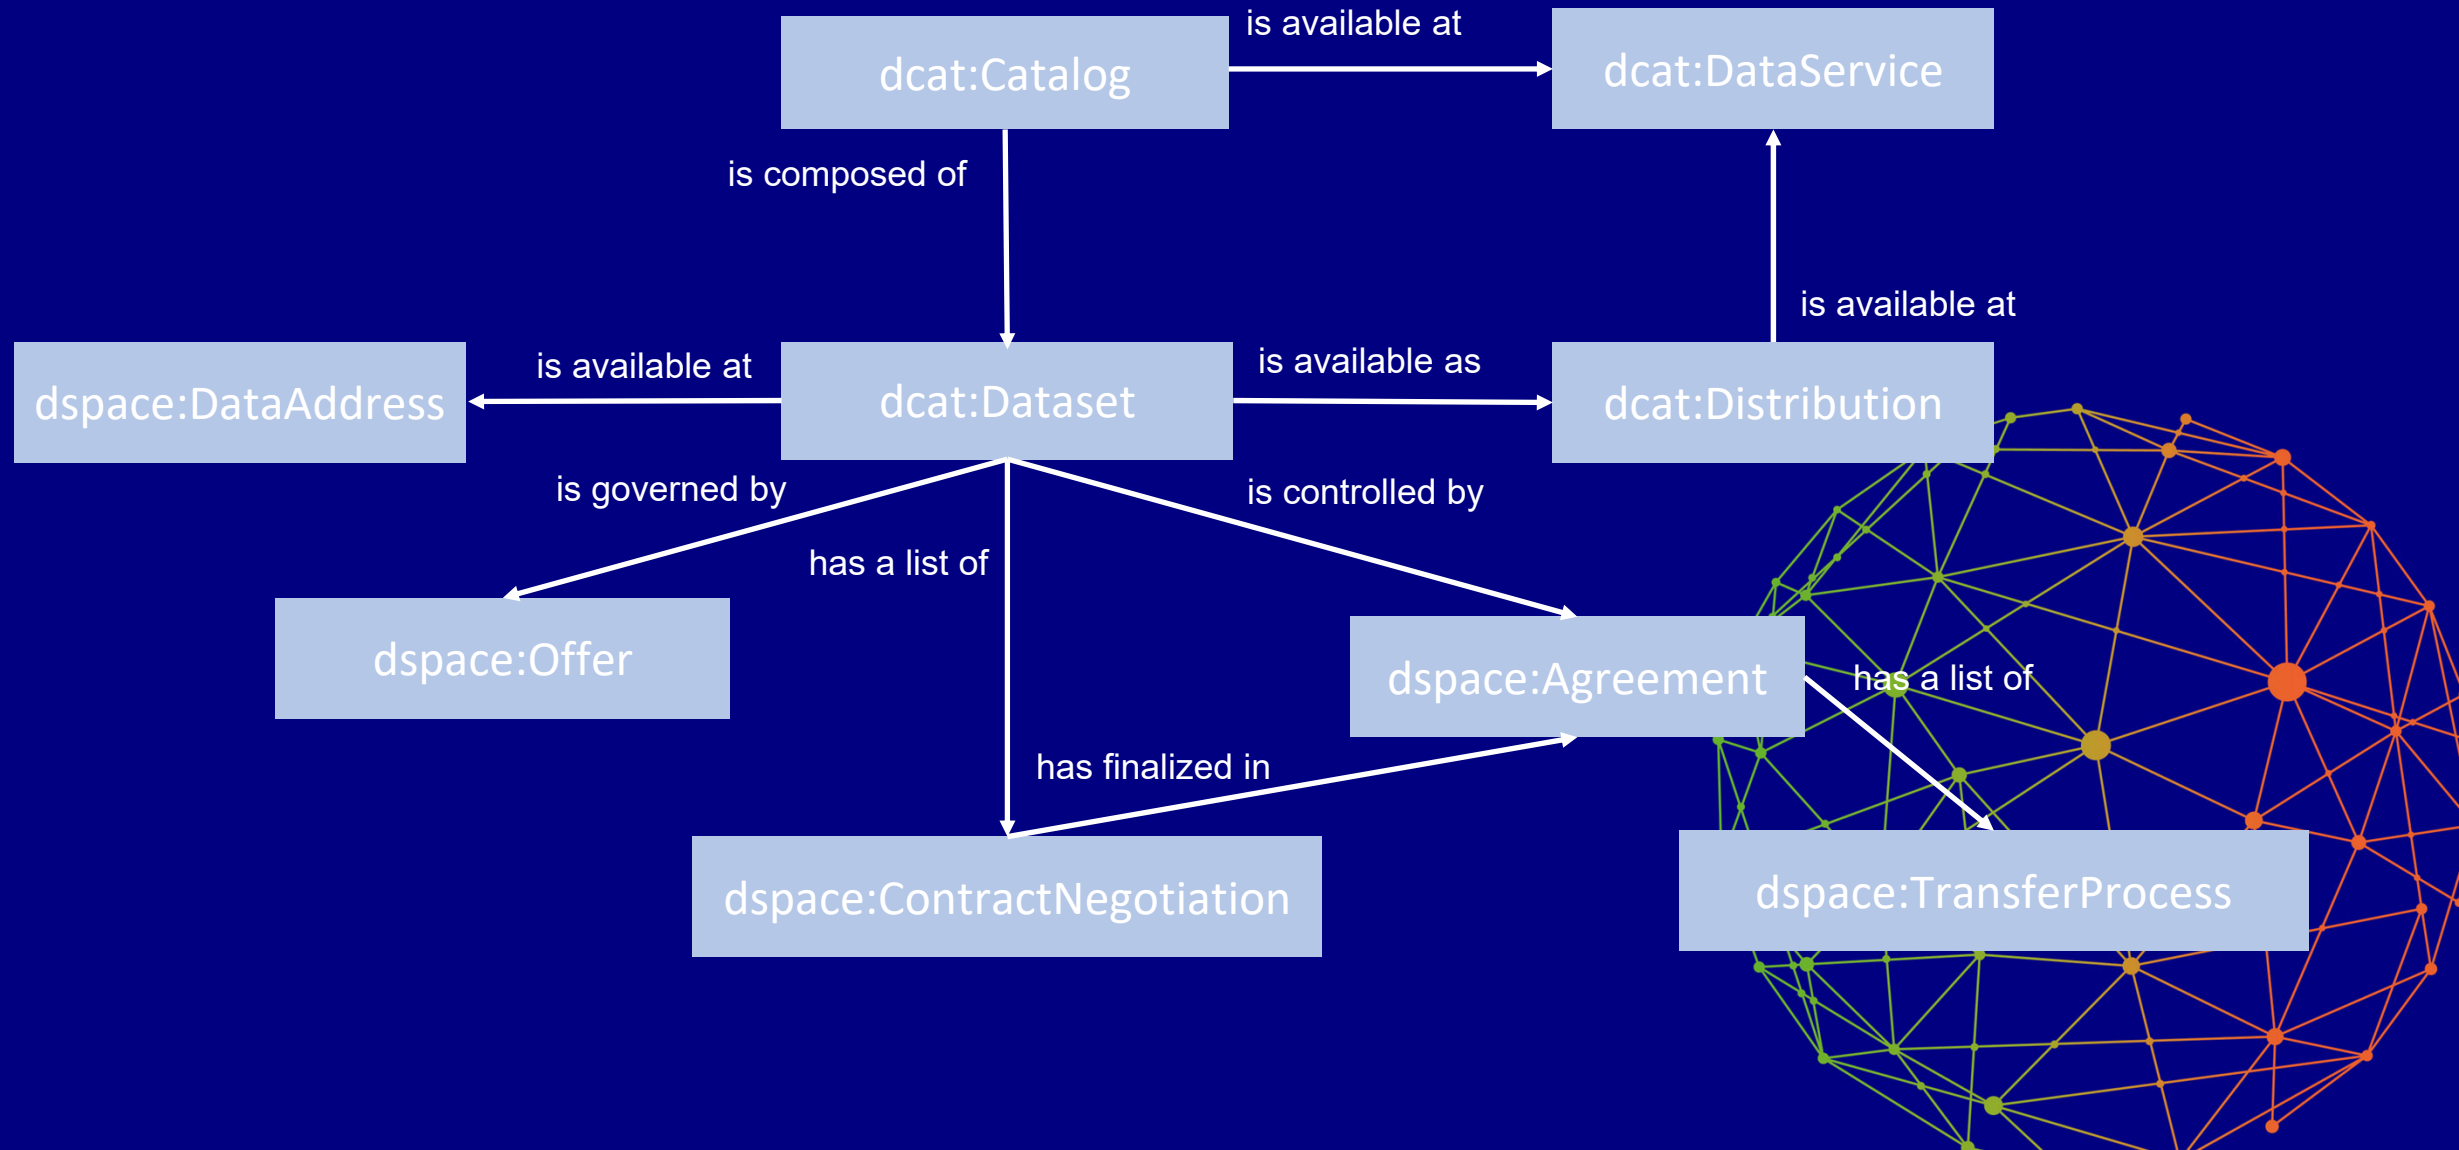 is available at
dcat:Catalog
dcat:DataService
is composed of
is available at
dspace:DataAddress
is available at
dcat:Dataset
is available as
dcat:Distribution
is governed by
is controlled by
has a list of
dspace:Offer
dspace:Agreement
has a list of
has finalized in
dspace:ContractNegotiation
dspace:TransferProcess